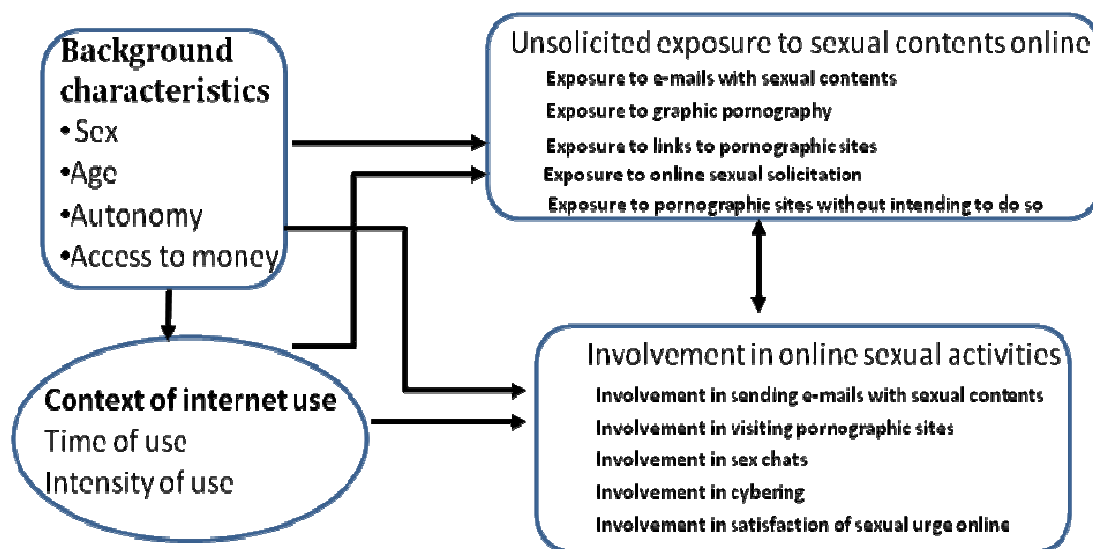 Background
characteristics
•Sex
•Age
•Autonomy
•Access to money
Context of internet use
Time of use
Intensity of use
Unsolicited exposure to sexual contents online
Exposure to e-mails with sexual contents
Exposure to graphic pornography
Exposure to links to pornographic sites
Exposure to online sexual solicitation
Exposure to pornographic sites without intending to do so
Involvement in online sexual activities
Involvement in sending e-mails with sexual contents
Involvement in visiting pornographic sites
Involvement in sex chats
Involvement in cybering
Involvement in satisfaction of sexual urge online